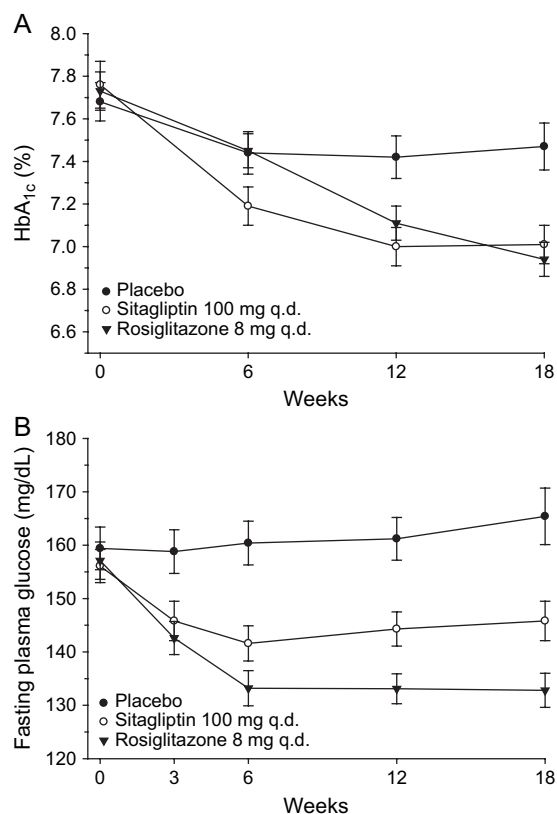 A
8.0
7.8
7.6
7.4
7.2
7.0
6.8
6.6
HbA1c (%)
Placebo
Sitagliptin 100 mg q.d.
Rosiglitazone 8 mg q.d.
0 6 12 18
Weeks
B
180
170
160
150
140
130
120
Fasting plasma glucose (mg/dL)
Placebo
Sitagliptin 100 mg q.d.
Rosiglitazone 8 mg q.d.
0 3 6 12 18
Weeks